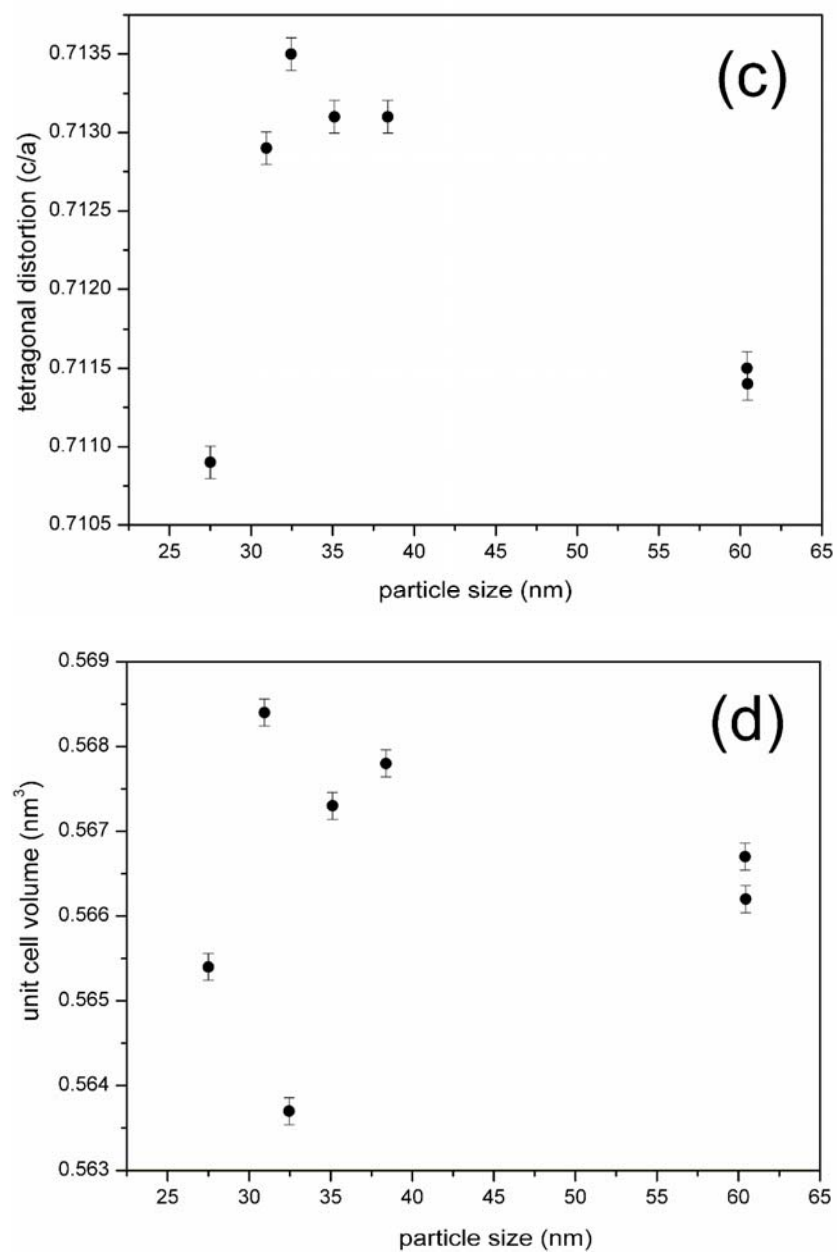 (c)
tetragonal distortion (c/a)
0.7135
0.7130
0.7125
0.7120
0.7115
0.7110
0.7105
25 30 35 40 45 50 55 60 65
particle size (nm)
(d)
unit cell volume (nm³)
0.569
0.568
0.567
0.566
0.565
0.564
0.563
25 30 35 40 45 50 55 60 65
particle size (nm)